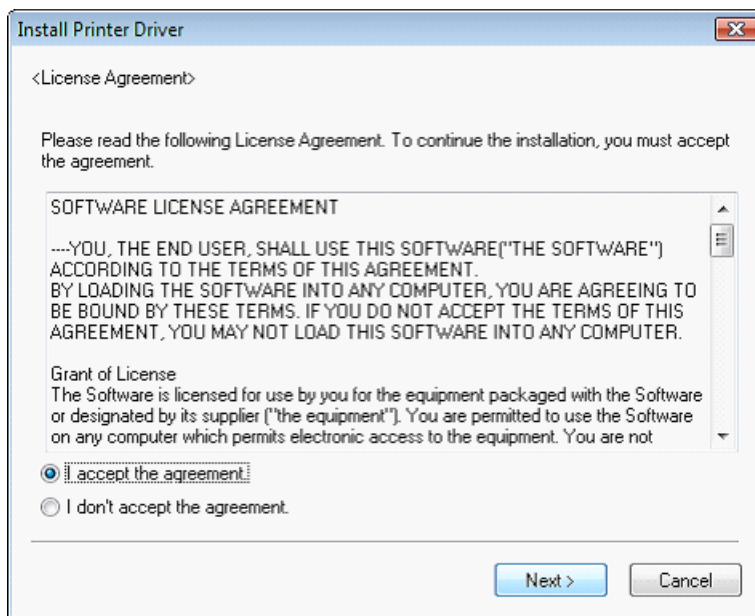 Install Printer Driver
<License Agreement>
Please read the following License Agreement. To continue the installation, you must accept
the agreement.
SOFTWARE LICENSE AGREEMENT
----YOU, THE END USER, SHALL USE THIS SOFTWARE("THE SOFTWARE")
ACCORDING TO THE TERMS OF THIS AGREEMENT.
BY LOADING THE SOFTWARE INTO ANY COMPUTER, YOU ARE AGREEING TO
BE BOUND BY THESE TERMS. IF YOU DO NOT ACCEPT THE TERMS OF THIS
AGREEMENT, YOU MAY NOT LOAD THIS SOFTWARE INTO ANY COMPUTER.
Grant of License
The Software is licensed for use by you for the equipment packaged with the Software
or designated by its supplier ("the equipment"). You are permitted to use the Software
on any computer which permits electronic access to the equipment. You are not
I accept the agreement.
I don't accept the agreement.
Next >
Cancel